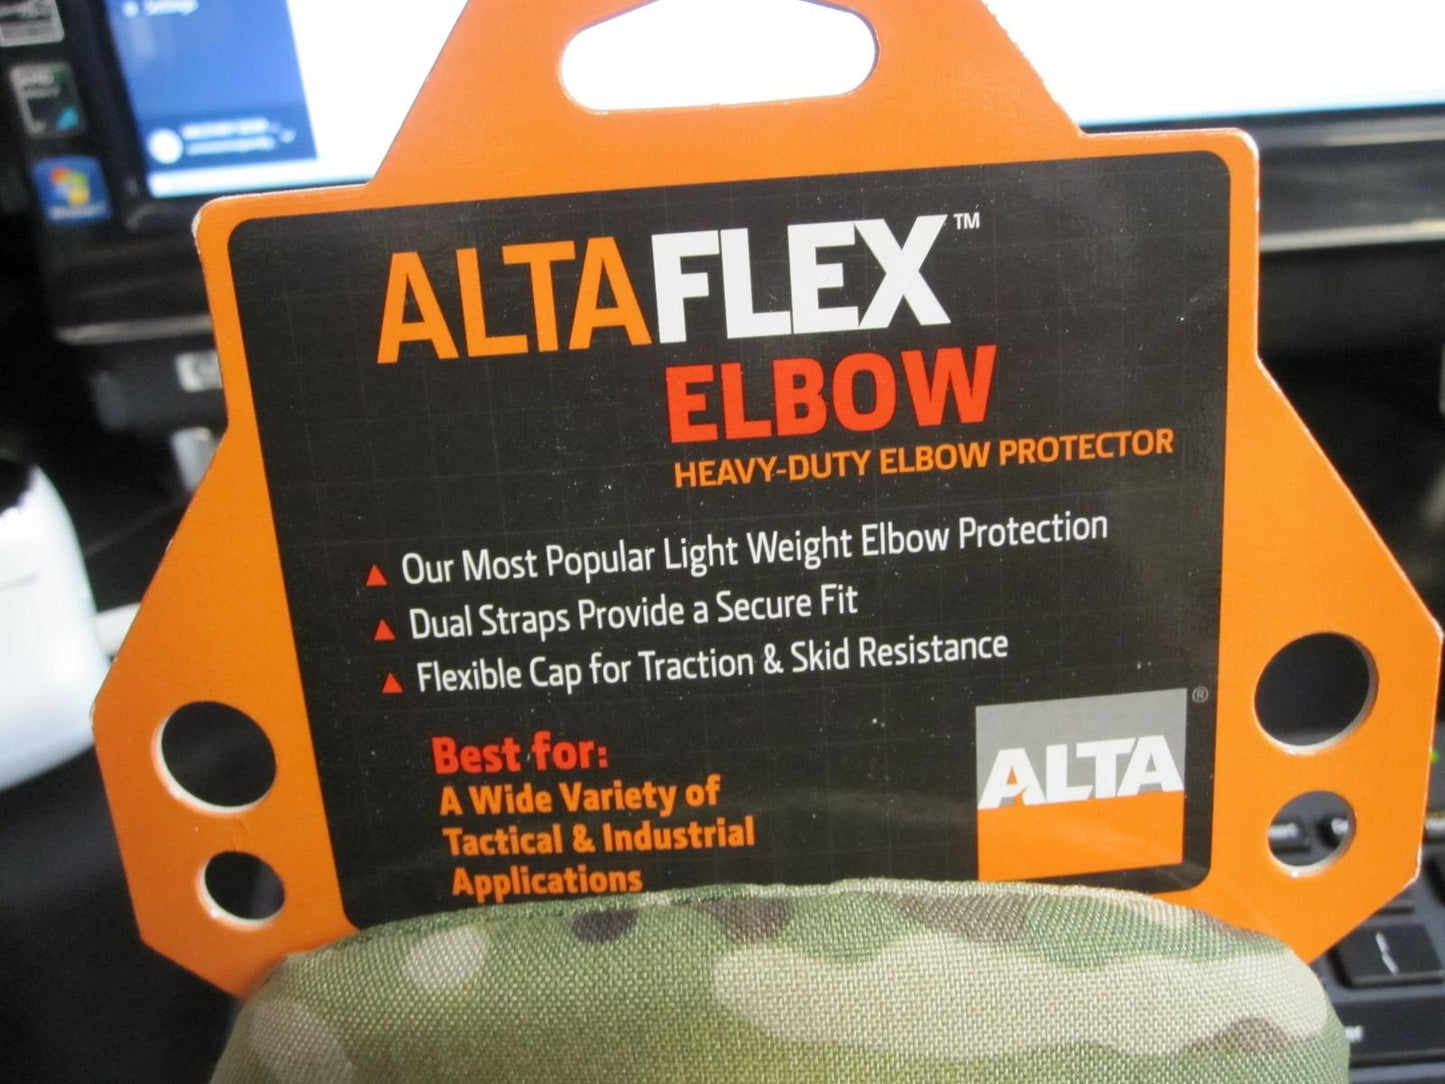 Settings
ALTAFLEX™
ELBOW
HEAVY-DUTY ELBOW PROTECTOR
Our Most Popular Light Weight Elbow Protection
Dual Straps Provide a Secure Fit
Flexible Cap for Traction & Skid Resistance
Best for:
A Wide Variety of
Tactical & Industrial
Applications
ALTA®